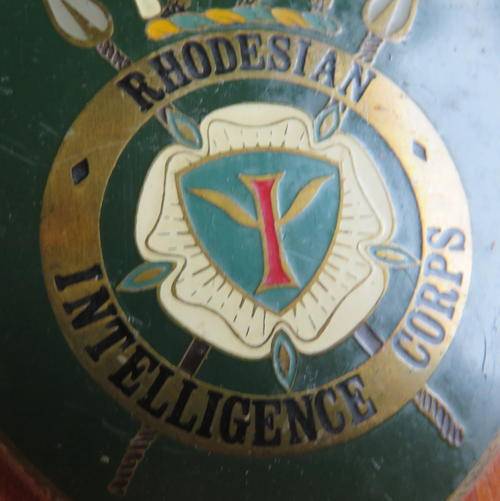 RHODESIAN
INTELLIGENCE CORPS
I